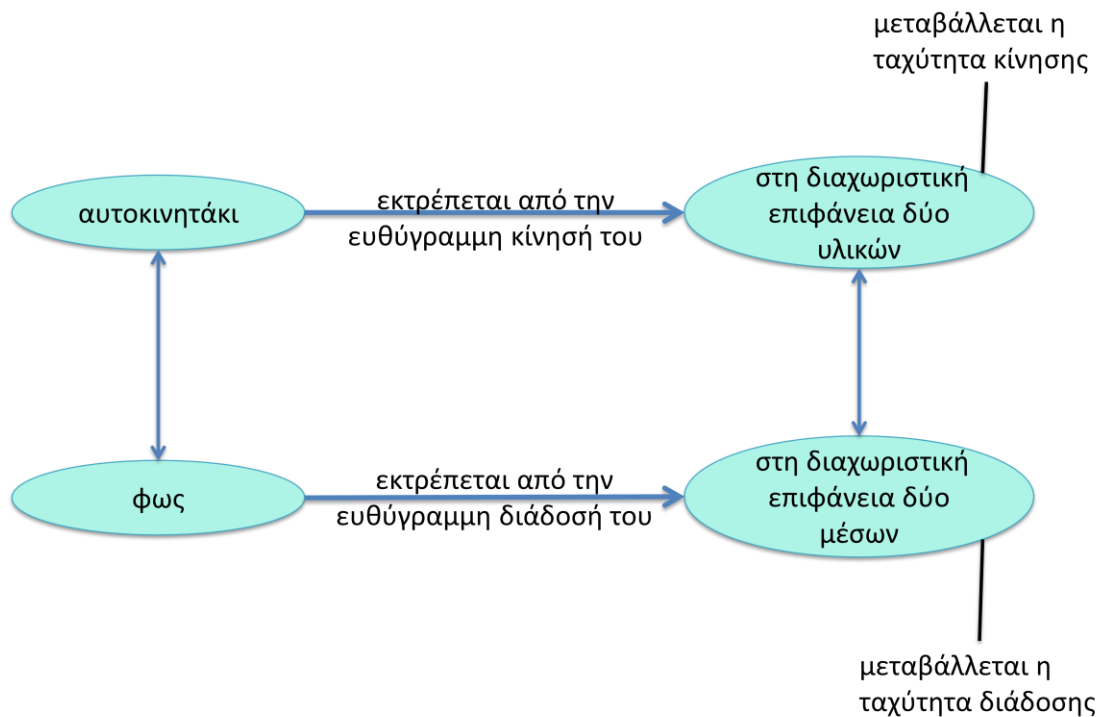 μεταβάλλεται η
ταχύτητα κίνησης
αυτοκινητάκι
εκτρέπεται από την
ευθύγραμμη κίνησή του
στη διαχωριστική
επιφάνεια δύο
υλικών
φως
εκτρέπεται από την
ευθύγραμμη διάδοσή του
στη διαχωριστική
επιφάνεια δύο
μέσων
μεταβάλλεται η
ταχύτητα διάδοσης